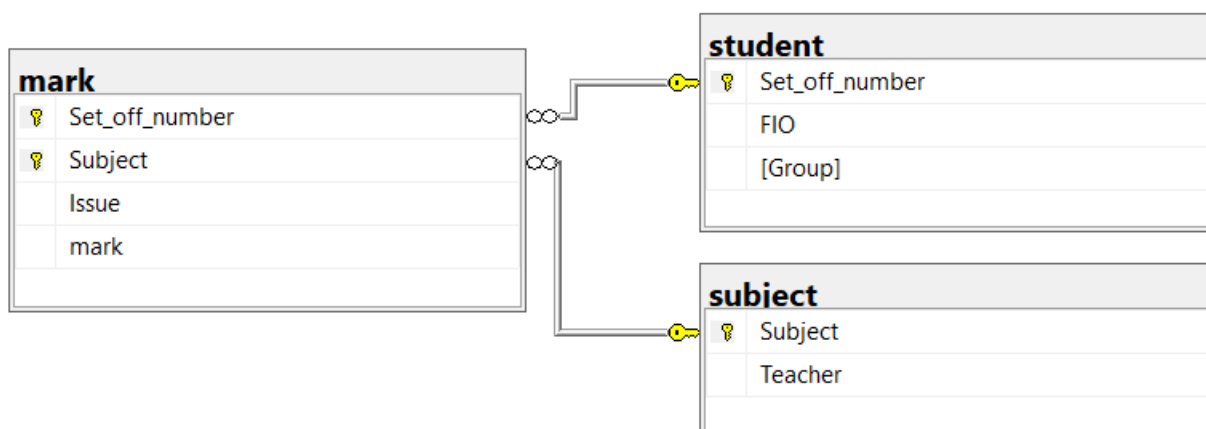 mark
Set_off_number
Subject
Issue
mark
student
Set_off_number
FIO
[Group]
subject
Subject
Teacher